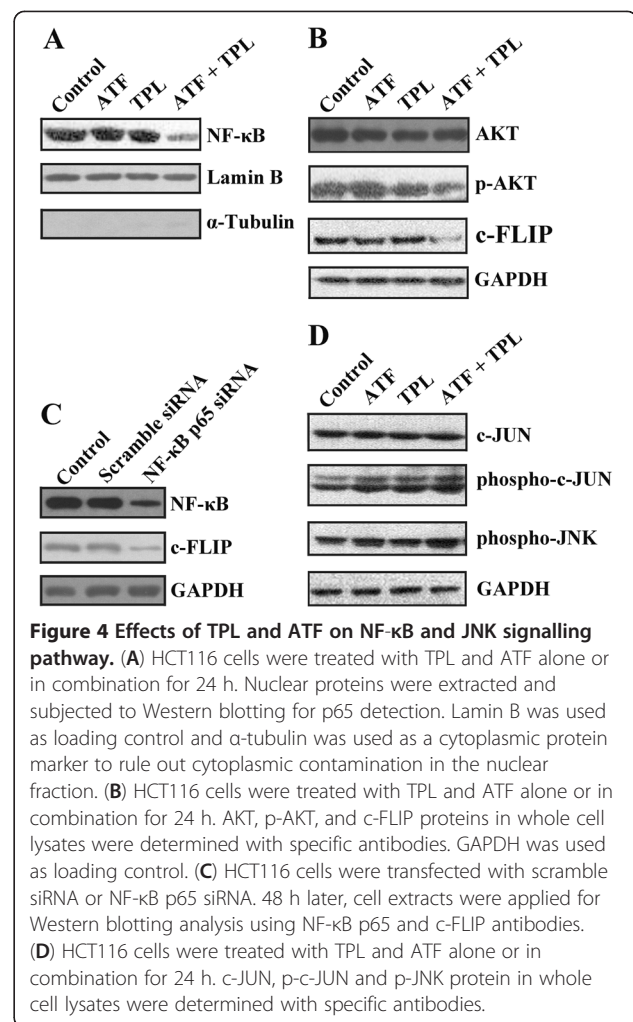 A
Control
ATF
TPL
ATF + TPL
NF-κB
Lamin B
α-Tubulin
B
Control
ATF
TPL
ATF + TPL
AKT
p-AKT
c-FLIP
GAPDH
C
Control
Scramble siRNA
NF-κB p65 siRNA
NF-κB
c-FLIP
GAPDH
D
Control
ATF
TPL
ATF + TPL
c-JUN
phospho-c-JUN
phospho-JNK
GAPDH
Figure 4 Effects of TPL and ATF on NF-κB and JNK signalling
pathway. (A) HCT116 cells were treated with TPL and ATF alone or
in combination for 24 h. Nuclear proteins were extracted and
subjected to Western blotting for p65 detection. Lamin B was used
as loading control and α-tubulin was used as a cytoplasmic protein
marker to rule out cytoplasmic contamination in the nuclear
fraction. (B) HCT116 cells were treated with TPL and ATF alone or in
combination for 24 h. AKT, p-AKT, and c-FLIP proteins in whole cell
lysates were determined with specific antibodies. GAPDH was used
as loading control. (C) HCT116 cells were transfected with scramble
siRNA or NF-κB p65 siRNA. 48 h later, cell extracts were applied for
Western blotting analysis using NF-κB p65 and c-FLIP antibodies.
(D) HCT116 cells were treated with TPL and ATF alone or in
combination for 24 h. c-JUN, p-c-JUN and p-JNK protein in whole
cell lysates were determined with specific antibodies.